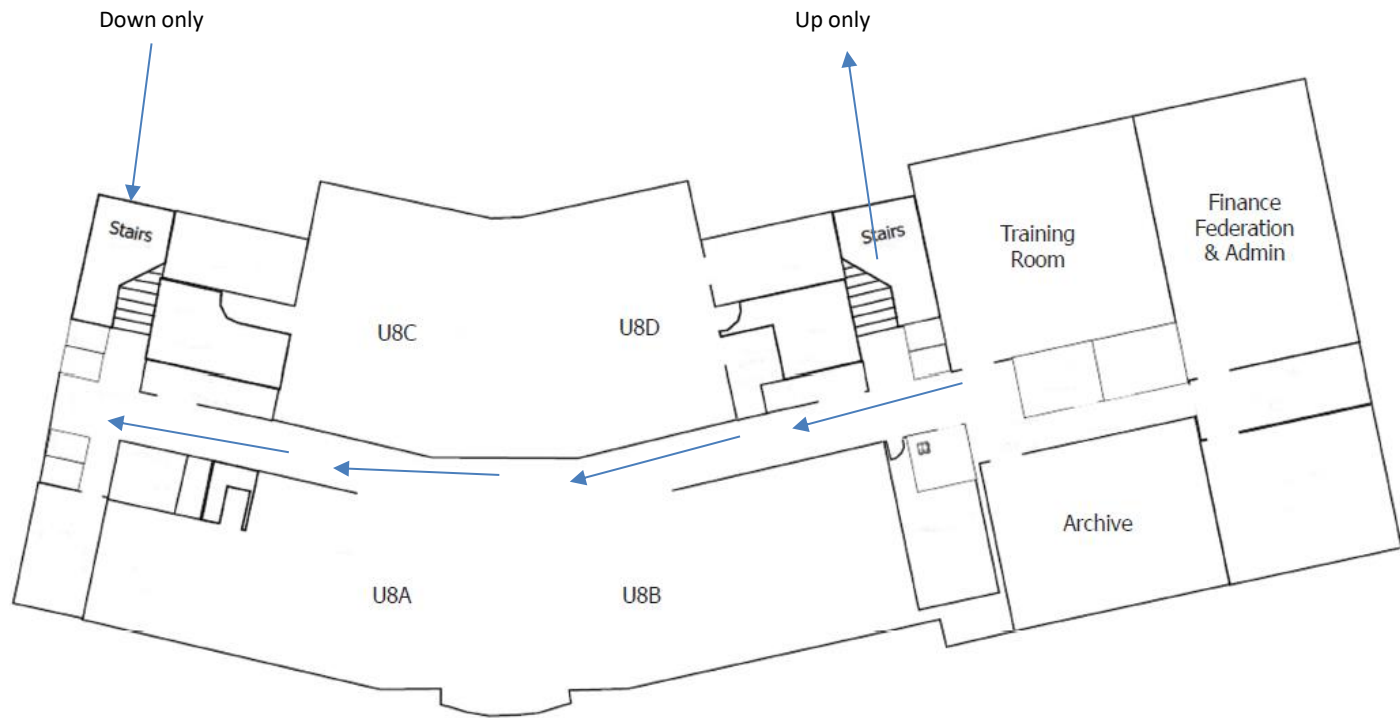 Down only
Up only
Stairs
Stairs
Training
Room
Finance
Federation
& Admin
U8C
U8D
Archive
U8A
U8B